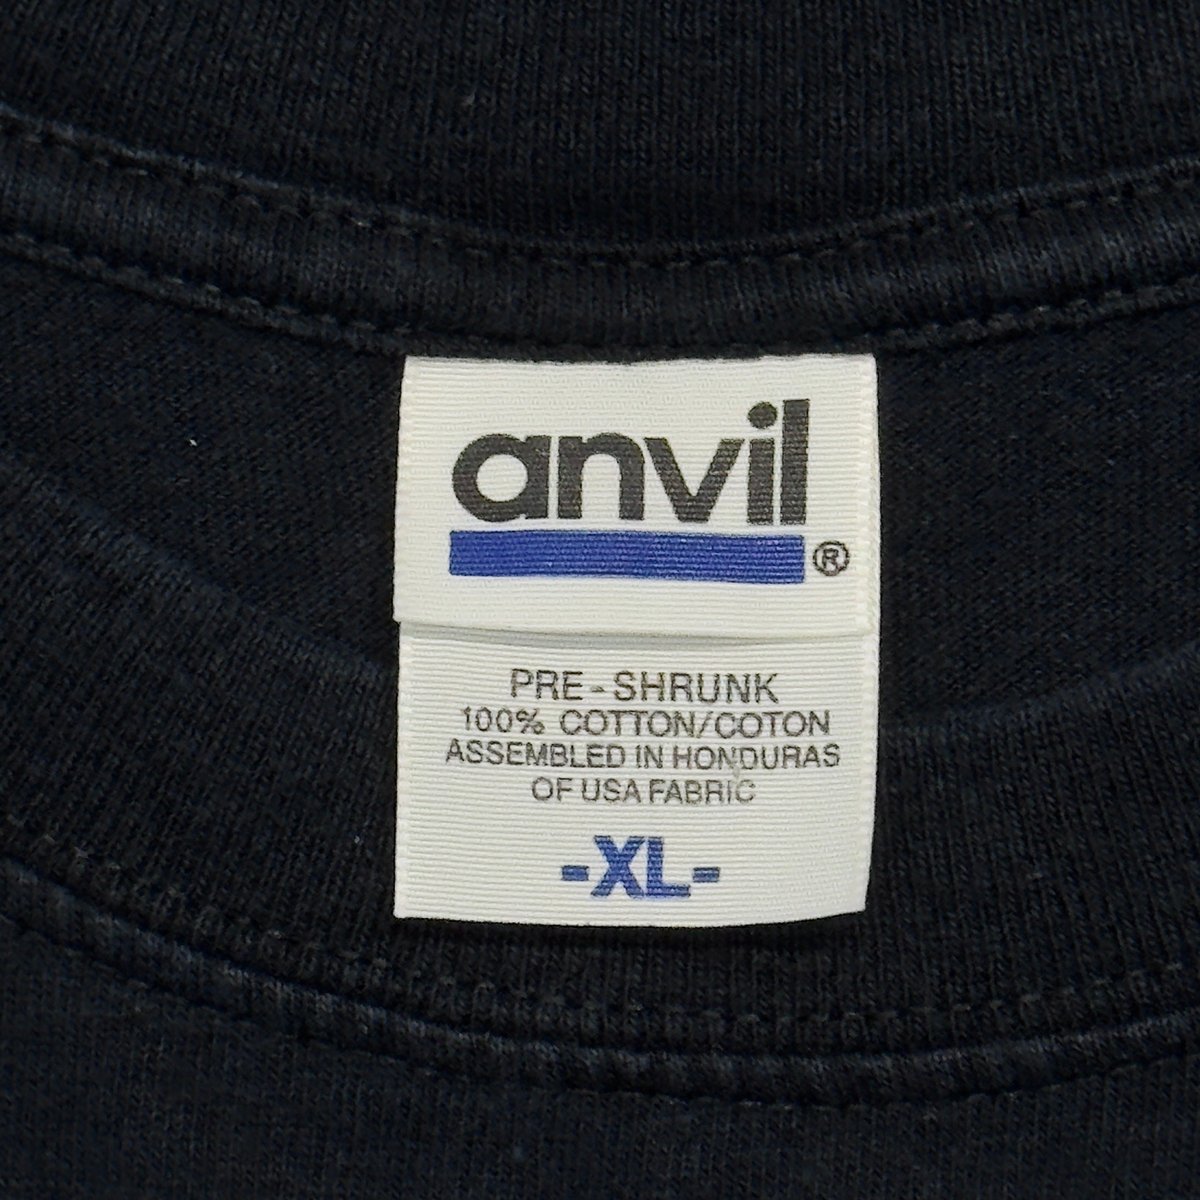 anvil
®
PRE-SHRUNK
100% COTTON/COTON
ASSEMBLED IN HONDURAS
OF USA FABRIC
-XL-